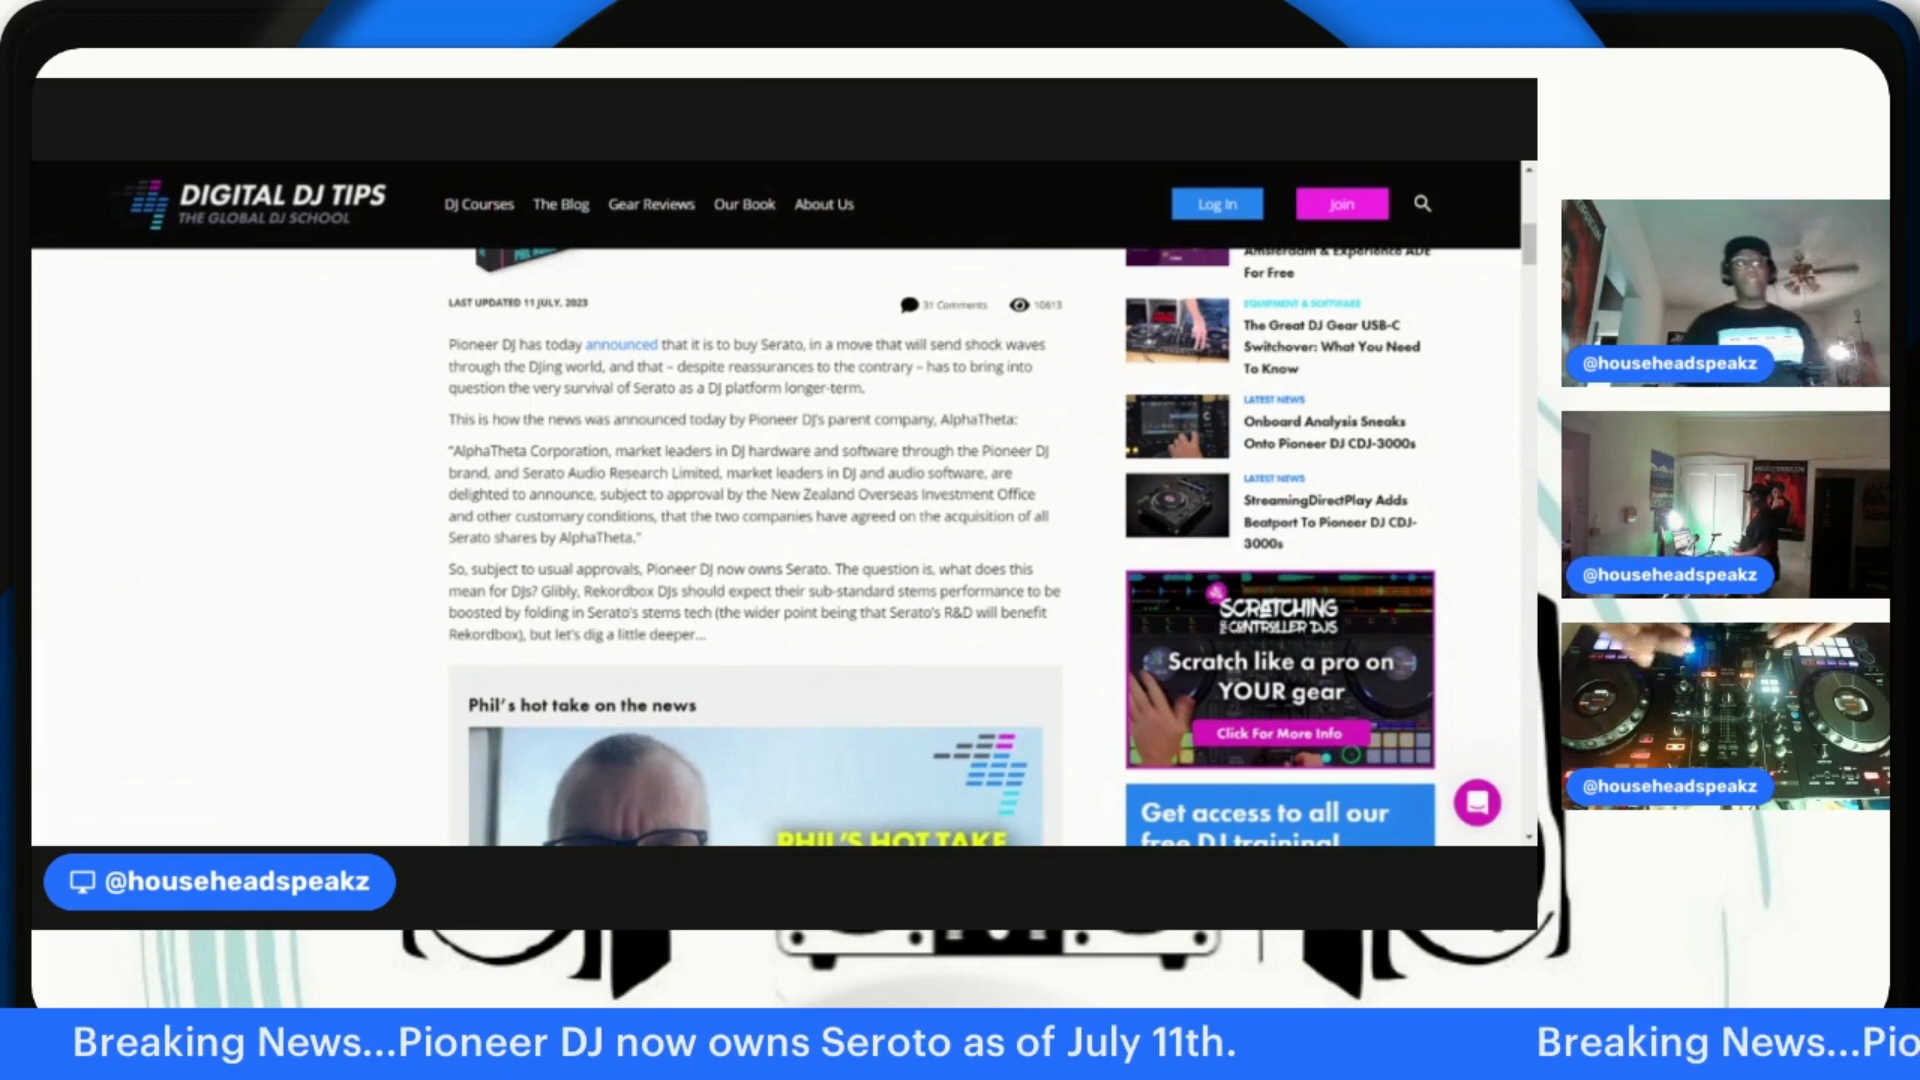 DIGITAL DJ TIPS
THE GLOBAL DJ SCHOOL
DJ Courses The Blog Gear Reviews Our Book About Us
Log In Join
LAST UPDATED 11 JULY, 2023
31 Comments 10613
Pioneer DJ has today announced that it is to buy Serato, in a move that will send shock waves
through the DJing world, and that – despite reassurances to the contrary – has to bring into
question the very survival of Serato as a DJ platform longer-term.
This is how the news was announced today by Pioneer DJ's parent company, AlphaTheta:
"AlphaTheta Corporation, market leaders in DJ hardware and software through the Pioneer DJ
brand, and Serato Audio Research Limited, market leaders in DJ and audio software, are
delighted to announce, subject to approval by the New Zealand Overseas Investment Office
and other customary conditions, that the two companies have agreed on the acquisition of all
Serato shares by AlphaTheta."
So, subject to usual approvals, Pioneer DJ now owns Serato. The question is, what does this
mean for DJs? Glibly, Rekordbox DJs should expect their sub-standard stems performance to be
boosted by folding in Serato's stems tech (the wider point being that Serato's R&D will benefit
Rekordbox), but let's dig a little deeper...
Phil's hot take on the news
PHIL'S HOT TAKE
Amsterdam & Experience ADE
For Free
EQUIPMENT & SOFTWARE
The Great DJ Gear USB-C
Switchover: What You Need
To Know
LATEST NEWS
Onboard Analysis Sneaks
Onto Pioneer DJ CDJ-3000s
LATEST NEWS
StreamingDirectPlay Adds
Beatport To Pioneer DJ CDJ-
3000s
SCRATCHING
FOR CONTROLLER DJS
Scratch like a pro on
YOUR gear
Click For More Info
Get access to all our
free DJ training!
@househeadspeakz
@househeadspeakz
@househeadspeakz
@househeadspeakz
Breaking News...Pioneer DJ now owns Seroto as of July 11th.
Breaking News...Pio